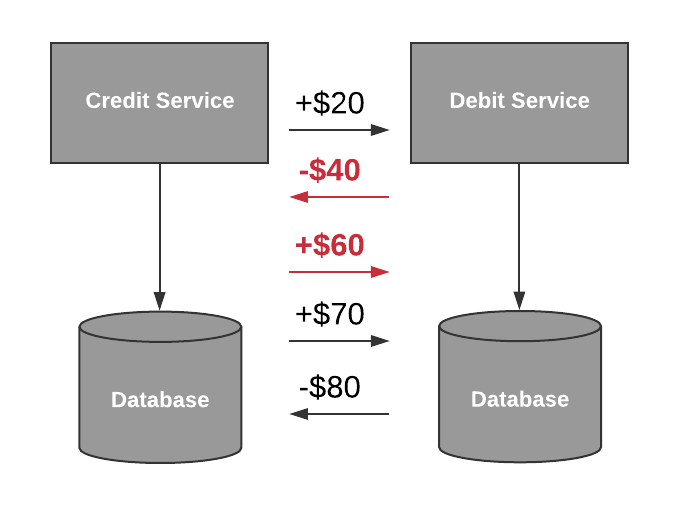 Credit Service
Debit Service
+$20
-$40
+$60
+$70
-$80
Database
Database